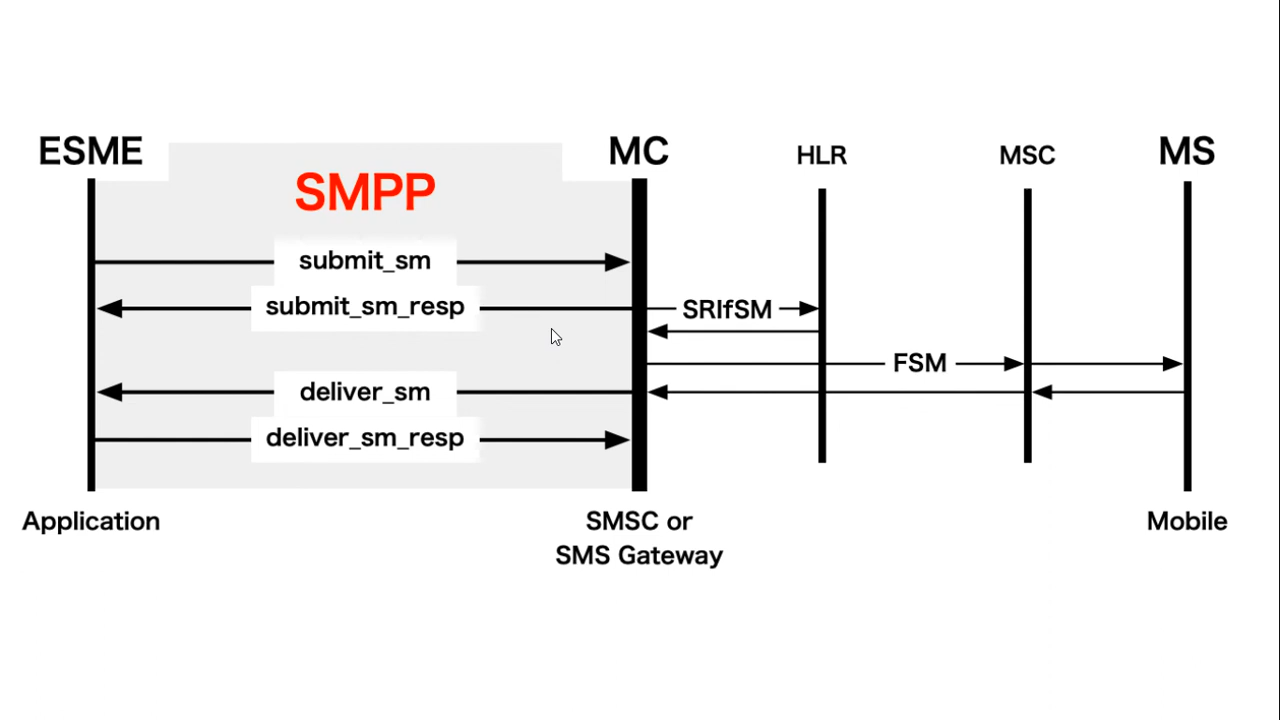 ESME
MC
HLR
MSC
MS
SMPP
submit_sm
submit_sm_resp
SRIfSM
FSM
deliver_sm
deliver_sm_resp
Application
SMSC or
SMS Gateway
Mobile